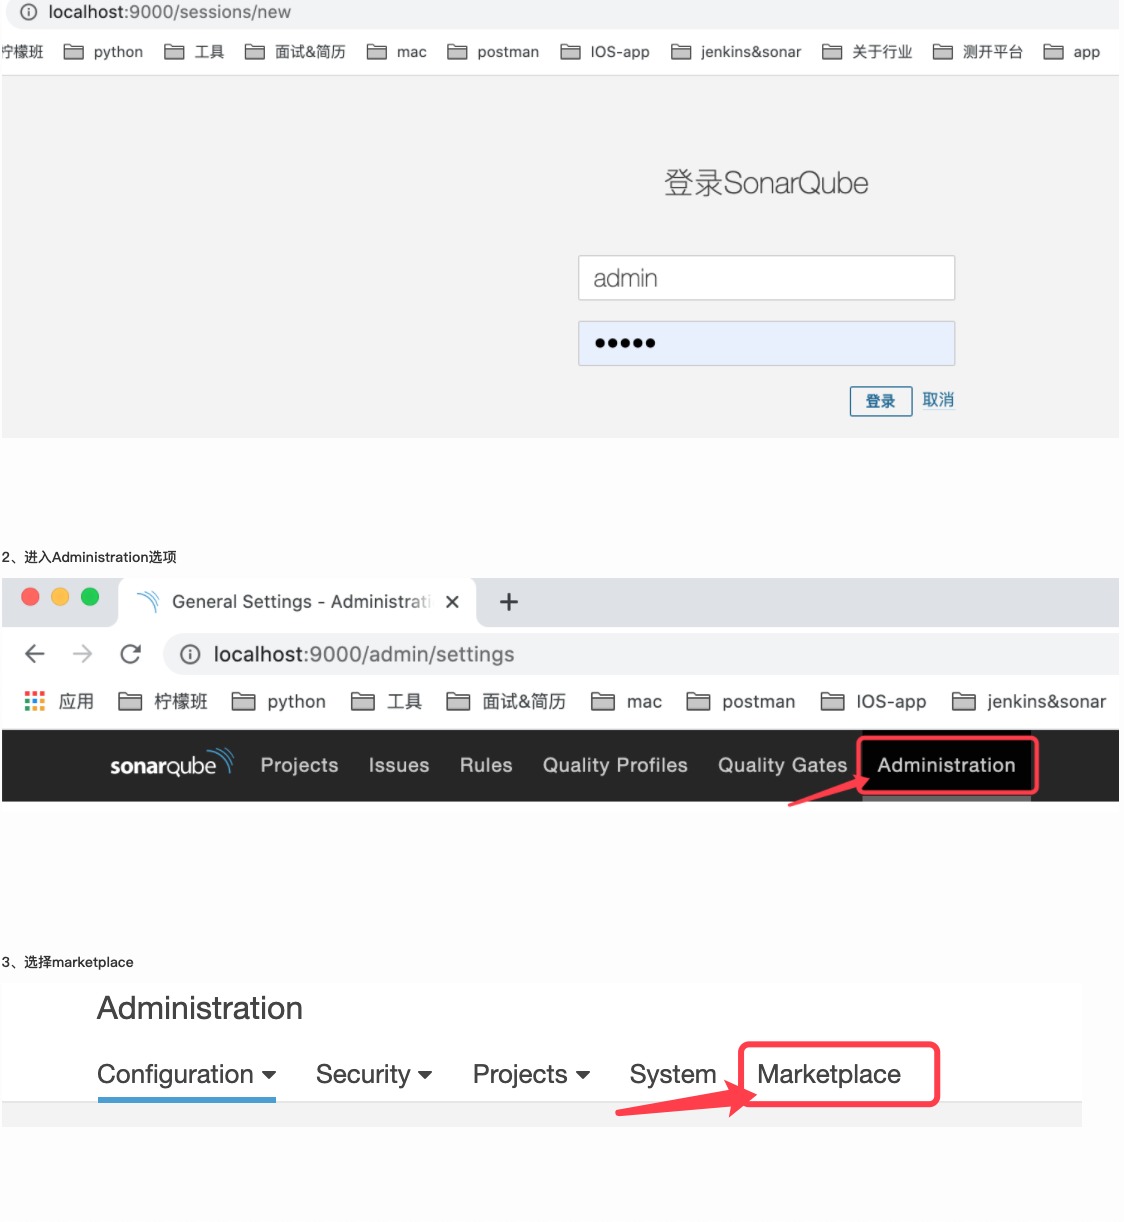 localhost:9000/sessions/new
柠檬班 python 工具 面试&简历 mac postman IOS-app jenkins&sonar 关于行业 测开平台 app
登录SonarQube
admin
●●●●●
登录 取消
2、进入Administration选项
General Settings - Administrati
localhost:9000/admin/settings
应用 柠檬班 python 工具 面试&简历 mac postman IOS-app jenkins&sonar
sonarqube Projects Issues Rules Quality Profiles Quality Gates Administration
3、选择marketplace
Administration
Configuration Security Projects System Marketplace